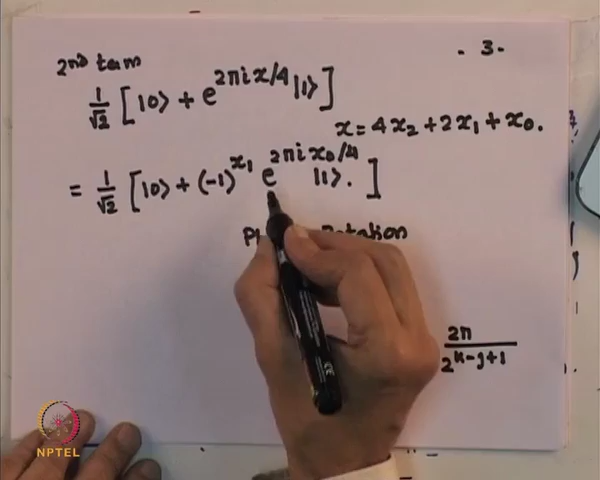 - 3 -
2nd term
1/√2 [|0> + e^{2πix/4} |1>]
x = 4x₂ + 2x₁ + x₀.
= 1/√2 [|0> + (-1)^{x₁} e^{2πix₀/4} |1>.]
2π / 2^{k-j+1}
NPTEL